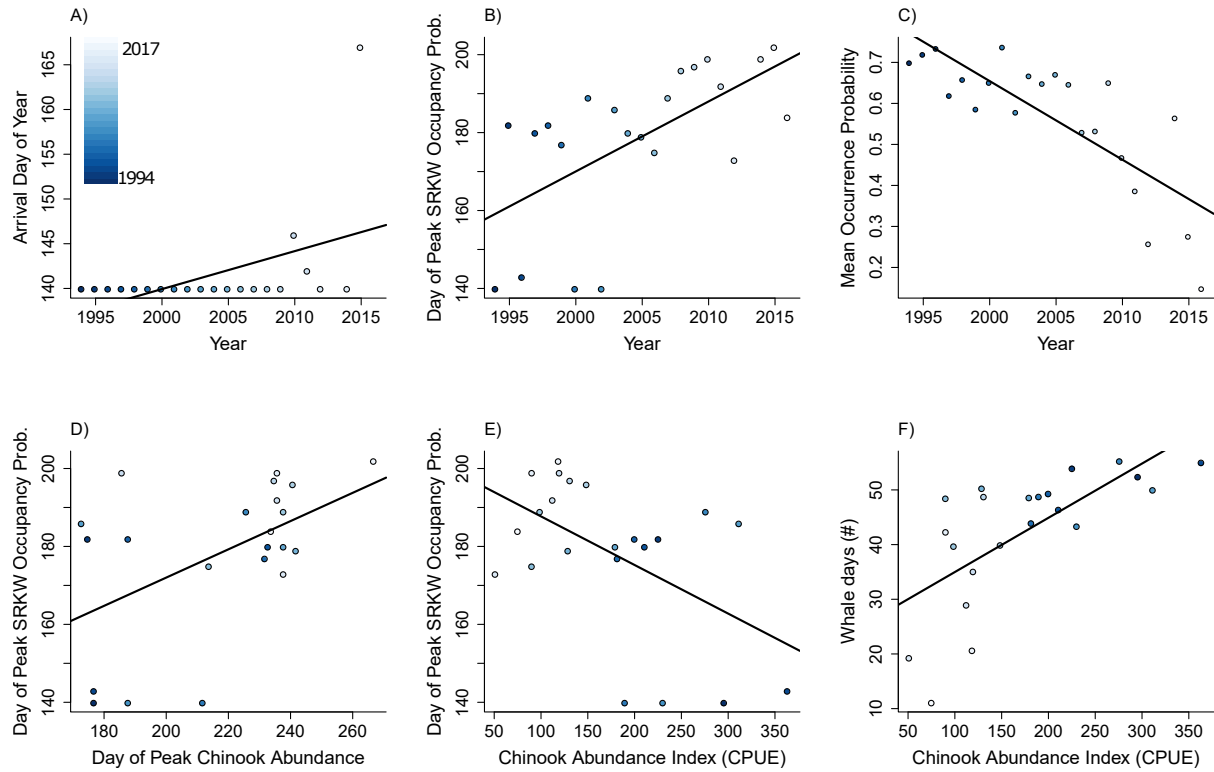 A)
2017
1994
165
160
155
150
145
140
Arrival Day of Year
1995 2000 2005 2010 2015
Year
B)
200
180
160
140
Day of Peak SRKW Occupancy Prob.
1995 2000 2005 2010 2015
Year
C)
0.7
0.6
0.5
0.4
0.3
0.2
Mean Occurrence Probability
1995 2000 2005 2010 2015
Year
D)
200
180
160
140
Day of Peak SRKW Occupancy Prob.
180 200 220 240 260
Day of Peak Chinook Abundance
E)
200
180
160
140
Day of Peak SRKW Occupancy Prob.
50 100 150 200 250 300 350
Chinook Abundance Index (CPUE)
F)
50
40
30
20
10
Whale days (#)
50 100 150 200 250 300 350
Chinook Abundance Index (CPUE)